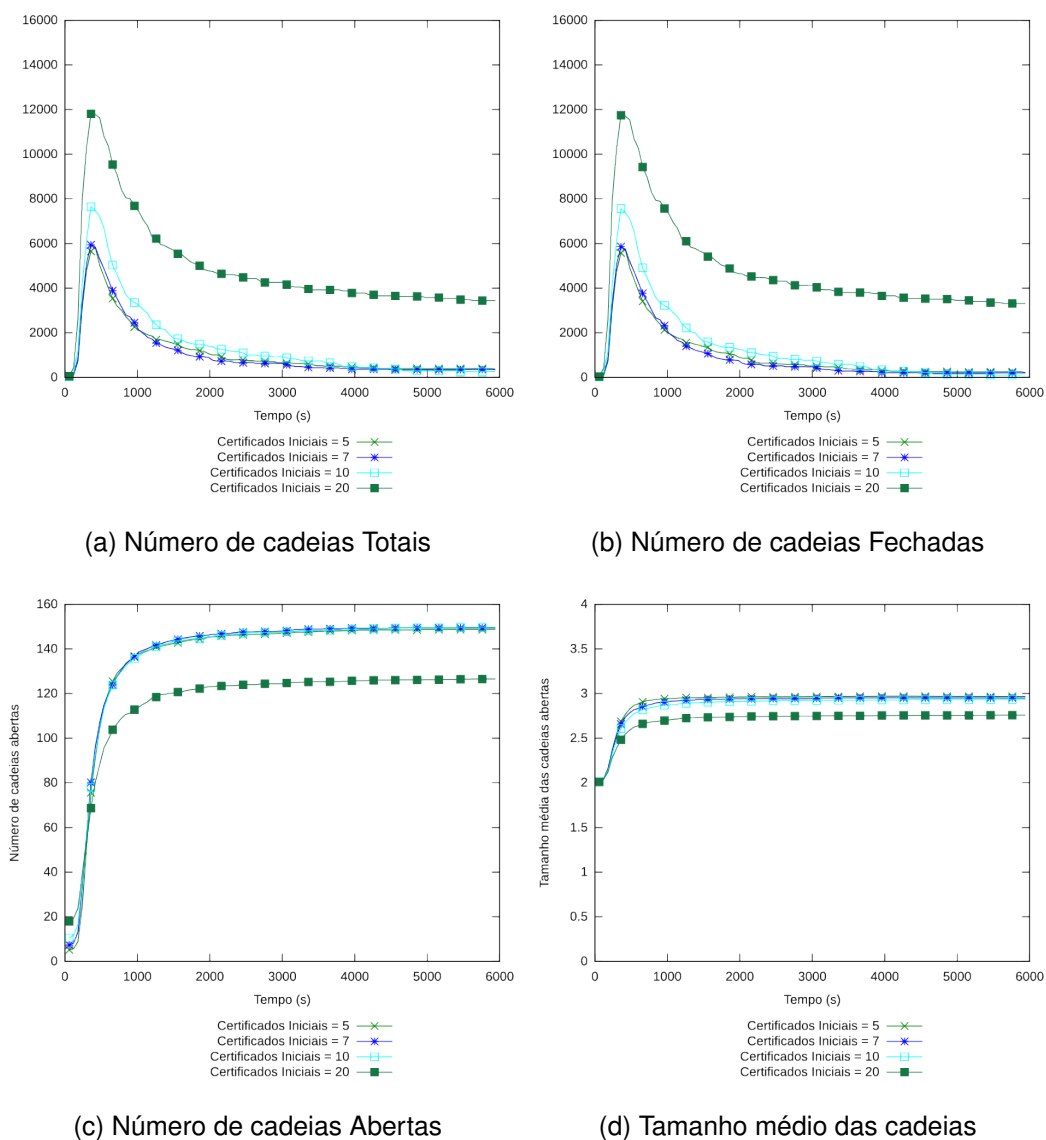 16000
14000
12000
10000
8000
6000
4000
2000
0
0 1000 2000 3000 4000 5000 6000
Tempo (s)
Certificados Iniciais = 5
Certificados Iniciais = 7
Certificados Iniciais = 10
Certificados Iniciais = 20
(a) Número de cadeias Totais
16000
14000
12000
10000
8000
6000
4000
2000
0
0 1000 2000 3000 4000 5000 6000
Tempo (s)
Certificados Iniciais = 5
Certificados Iniciais = 7
Certificados Iniciais = 10
Certificados Iniciais = 20
(b) Número de cadeias Fechadas
Número de cadeias abertas
160
140
120
100
80
60
40
20
0
0 1000 2000 3000 4000 5000 6000
Tempo (s)
Certificados Iniciais = 5
Certificados Iniciais = 7
Certificados Iniciais = 10
Certificados Iniciais = 20
(c) Número de cadeias Abertas
Tamanho média das cadeias abertas
4
3.5
3
2.5
2
1.5
1
0.5
0
0 1000 2000 3000 4000 5000 6000
Tempo (s)
Certificados Iniciais = 5
Certificados Iniciais = 7
Certificados Iniciais = 10
Certificados Iniciais = 20
(d) Tamanho médio das cadeias